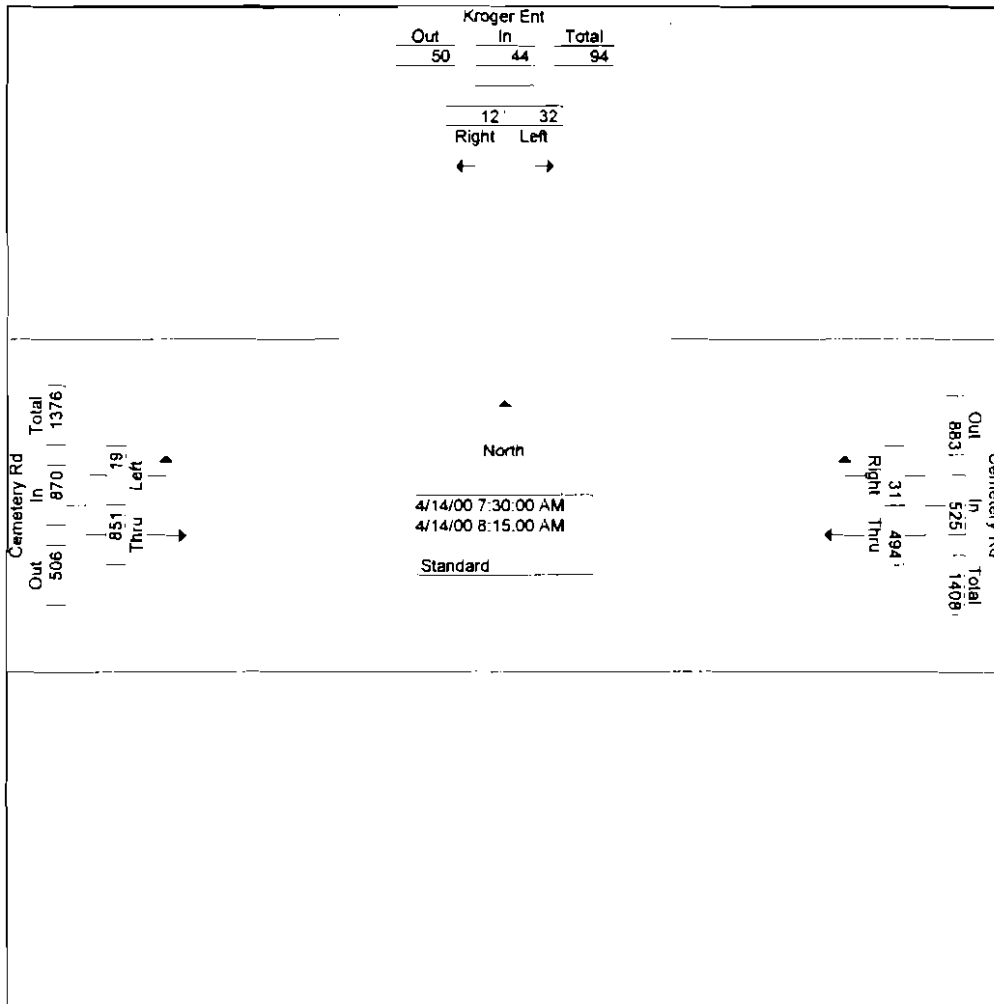 Kroger Ent
Out In Total
50 44 94
12 32
Right Left
Cemetery Rd
Out In Total
506 870 1376
851 19
Thru Left
North
4/14/00 7:30:00 AM
4/14/00 8:15:00 AM
Standard
Right Thru
31 494
Out In Total
883 525 1408
Cemetery Rd